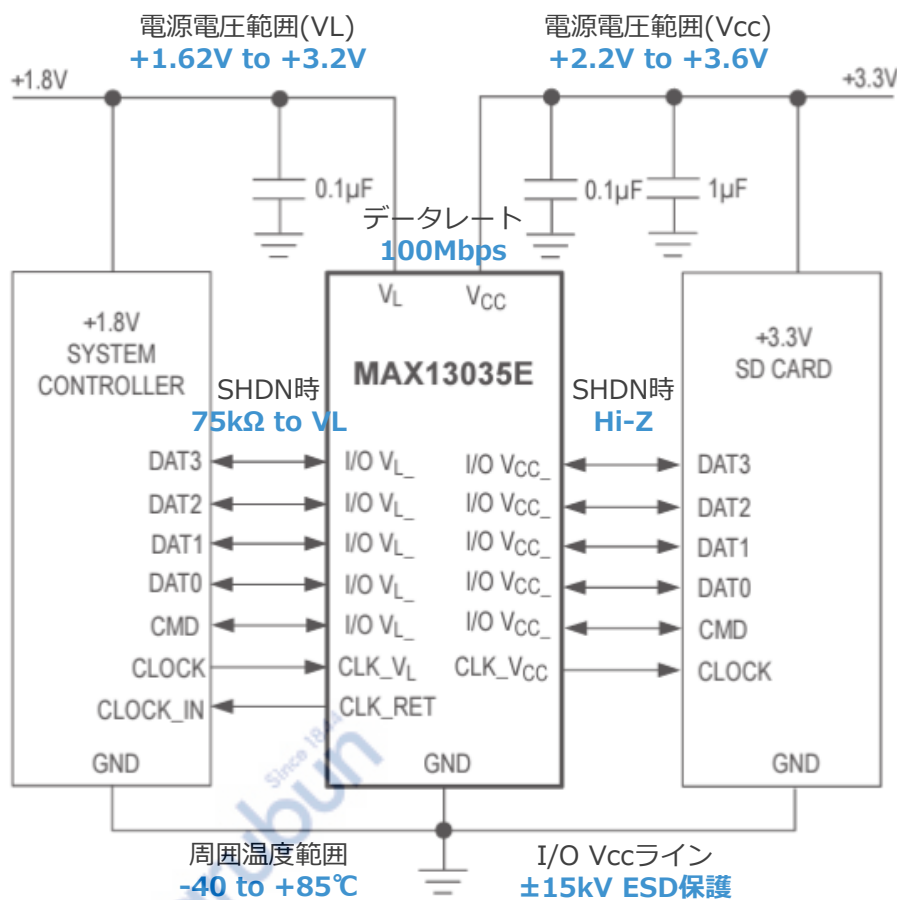 電源電圧範囲(VL)
+1.62V to +3.2V
電源電圧範囲(Vcc)
+2.2V to +3.6V
+1.8V
+3.3V
0.1µF
0.1µF
1µF
データレート
100Mbps
VL
VCC
+1.8V
SYSTEM
CONTROLLER
MAX13035E
+3.3V
SD CARD
SHDN時
75kΩ to VL
SHDN時
Hi-Z
DAT3
I/O VL_
I/O VCC_
DAT3
DAT2
I/O VL_
I/O VCC_
DAT2
DAT1
I/O VL_
I/O VCC_
DAT1
DAT0
I/O VL_
I/O VCC_
DAT0
CMD
I/O VL_
I/O VCC_
CMD
CLOCK
CLK_VL
CLK_VCC
CLOCK
CLOCK_IN
CLK_RET
GND
GND
GND
Since 1844
周囲温度範囲
-40 to +85℃
I/O Vccライン
±15kV ESD保護